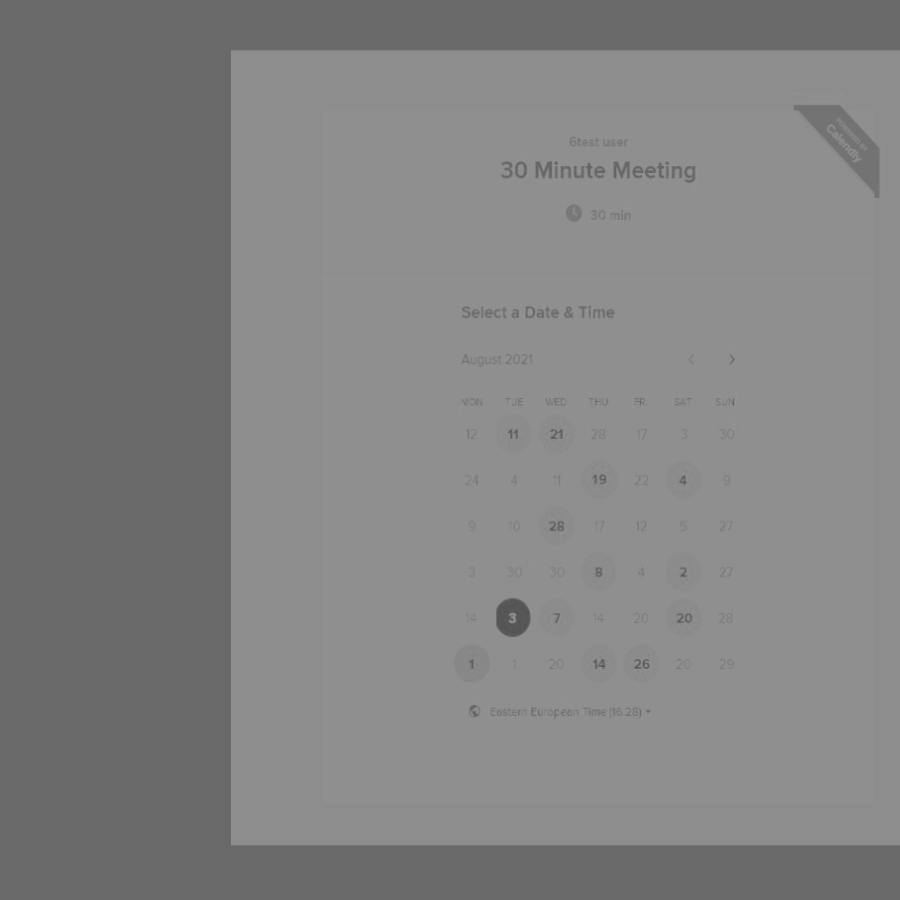 POWERED BY
Calendly
6test user
30 Minute Meeting
30 min
Select a Date & Time
August 2021
MON TUE WED THU FRI SAT SUN
12 11 21 28 17 3 30
24 4 11 19 22 4 9
9 10 28 17 12 5 27
3 30 30 8 4 2 27
14 3 7 14 20 20 28
1 1 20 14 26 20 29
Eastern European Time (16:28)